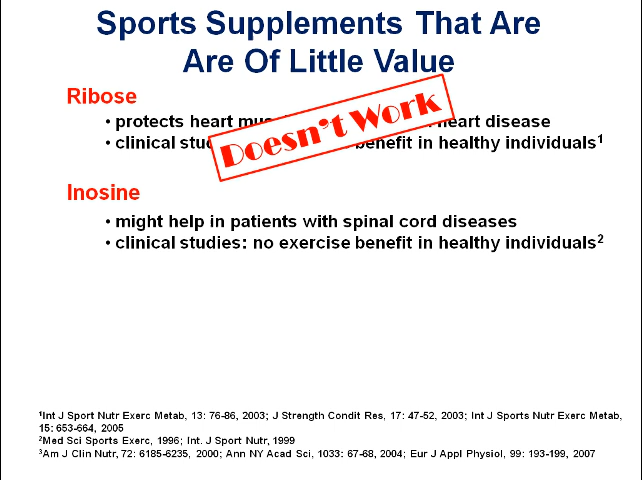 Sports Supplements That Are
Are Of Little Value
Ribose
• protects heart heart disease
• clinical benefit in healthy individuals1
Doesn't Work
Inosine
• might help in patients with spinal cord diseases
• clinical studies: no exercise benefit in healthy individuals2
1Int J Sport Nutr Exerc Metab, 13: 76-86, 2003; J Strength Condit Res, 17: 47-52, 2003; Int J Sports Nutr Exerc Metab,
15: 653-664, 2005
2Med Sci Sports Exerc, 1996; Int. J Sport Nutr, 1999
3Am J Clin Nutr, 72: 6185-6235, 2000; Ann NY Acad Sci, 1033: 67-68, 2004; Eur J Appl Physiol, 99: 193-199, 2007